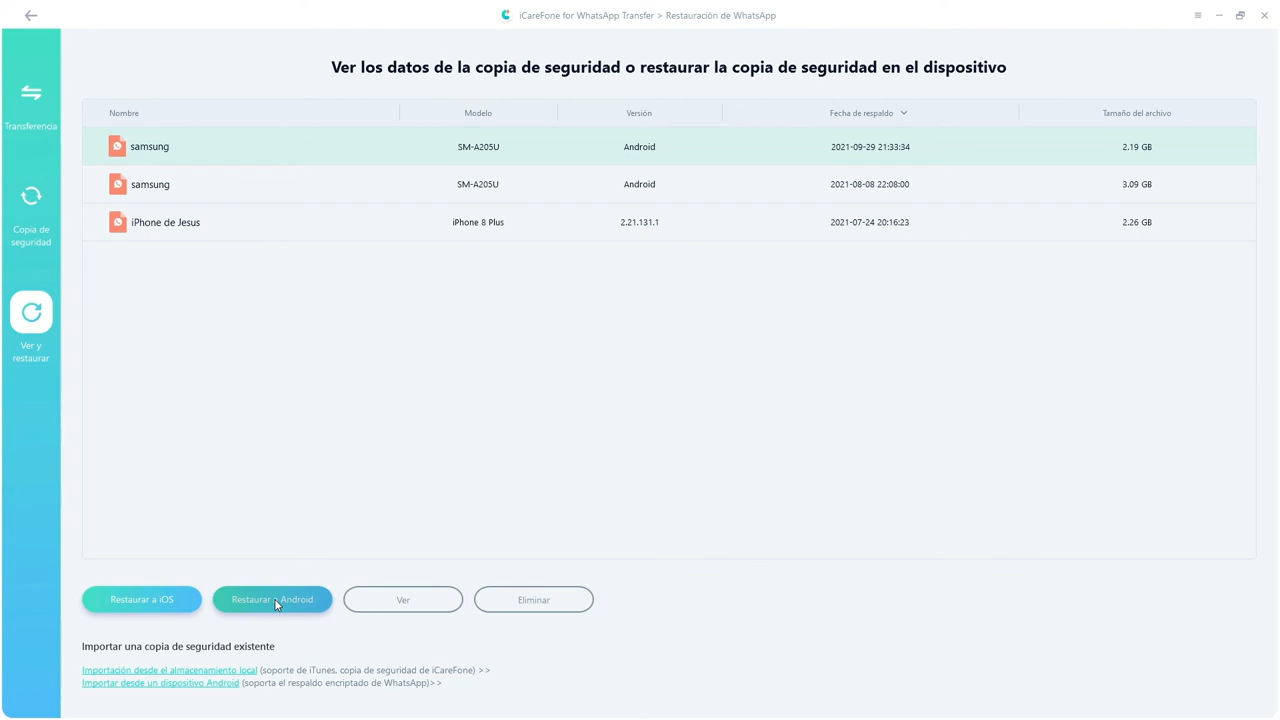 iCareFone for WhatsApp Transfer > Restauración de WhatsApp
Transferencia
Copia de
seguridad
Ver y
restaurar
Ver los datos de la copia de seguridad o restaurar la copia de seguridad en el dispositivo
Nombre Modelo Versión Fecha de respaldo Tamaño del archivo
samsung SM-A205U Android 2021-09-29 21:33:34 2.19 GB
samsung SM-A205U Android 2021-08-08 22:08:00 3.09 GB
iPhone de Jesus iPhone 8 Plus 2.21.131.1 2021-07-24 20:16:23 2.26 GB
Restaurar a iOS Restaurar a Android Ver Eliminar
Importar una copia de seguridad existente
Importación desde el almacenamiento local (soporte de iTunes, copia de seguridad de iCareFone) >>
Importar desde un dispositivo Android (soporta el respaldo encriptado de WhatsApp)>>